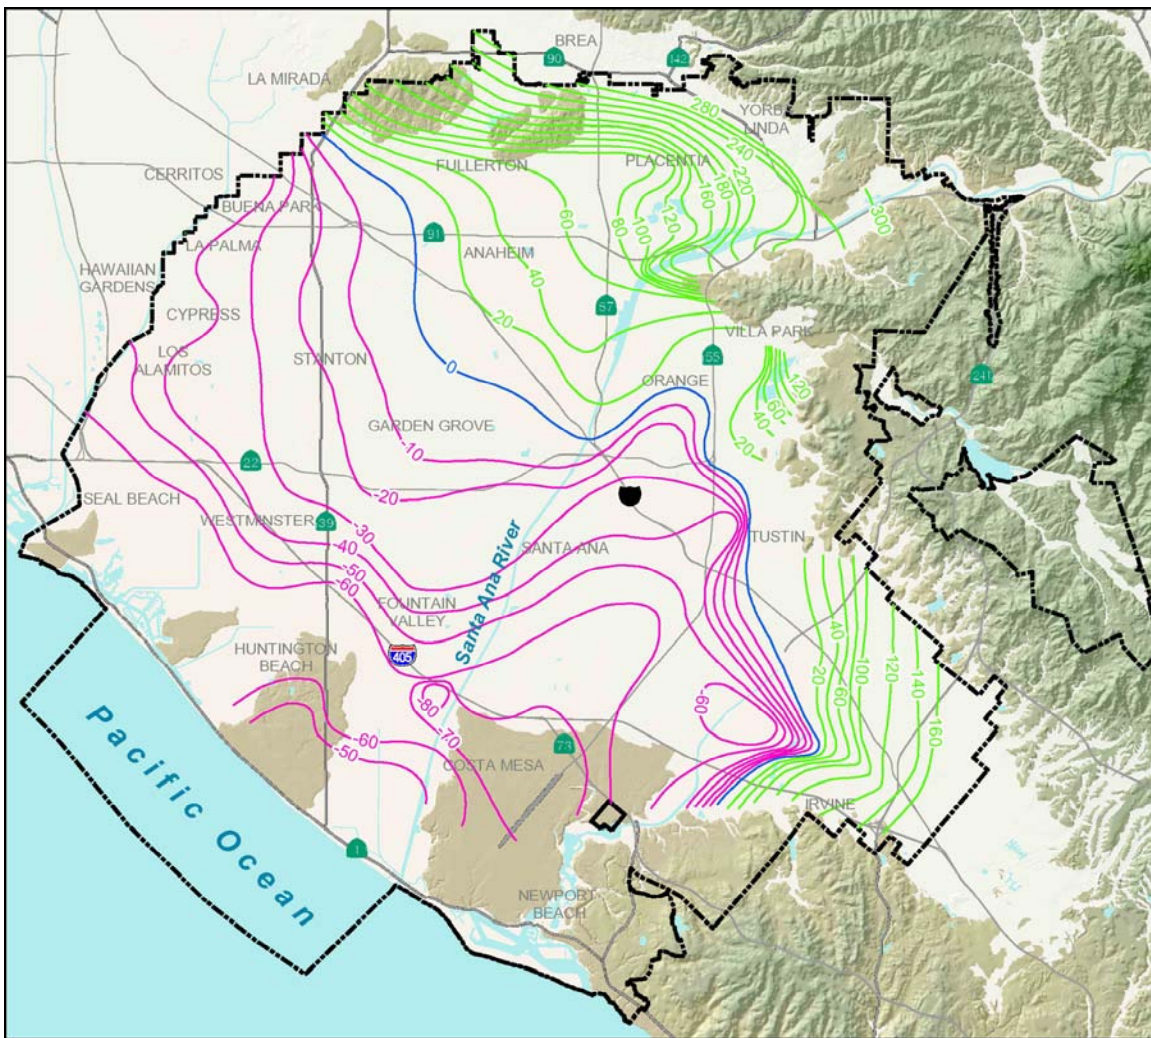 BREA
90
142
LA MIRADA
280
YORBA
LINDA
240
FULLERTON
PLACENTIA
220
180
160
CERRITOS
60
120
300
BUENA PARK
80
100
91
LA PALMA
ANAHEIM
HAWAIIAN
GARDENS
40
57
CYPRESS
20
VILLA PARK
LOS
ALAMITOS
STANTON
0
55
ORANGE
120
241
60
40
GARDEN GROVE
20
-10
22
SEAL BEACH
-20
WESTMINSTER
39
-30
-40
SANTA ANA
TUSTIN
-50
-60
Santa Ana River
FOUNTAIN
VALLEY
HUNTINGTON
BEACH
405
40
100
120
140
20
60
160
-60
-80
-70
Pacific Ocean
-60
-50
73
COSTA MESA
IRVINE
1
NEWPORT
BEACH